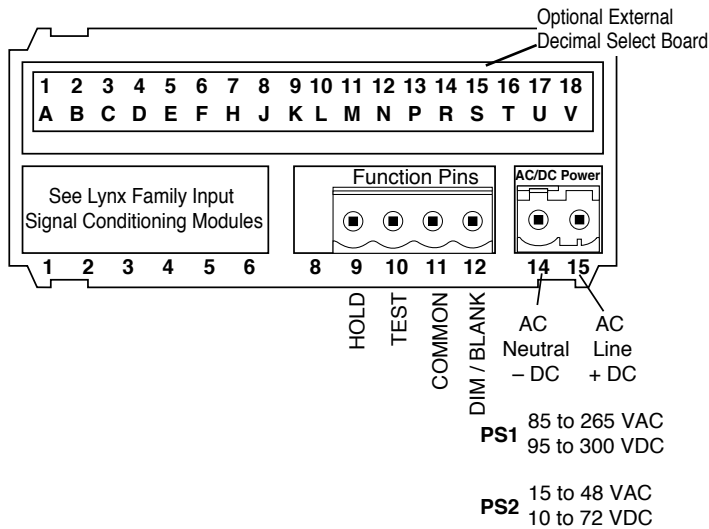 Optional External
Decimal Select Board
1 2 3 4 5 6 7 8 9 10 11 12 13 14 15 16 17 18
A B C D E F H J K L M N P R S T U V
See Lynx Family Input
Signal Conditioning Modules
Function Pins
AC/DC Power
1 2 3 4 5 6 8 9 10 11 12 14 15
HOLD
TEST
COMMON
DIM / BLANK
AC
Neutral
– DC
AC
Line
+ DC
PS1 85 to 265 VAC
95 to 300 VDC
PS2 15 to 48 VAC
10 to 72 VDC